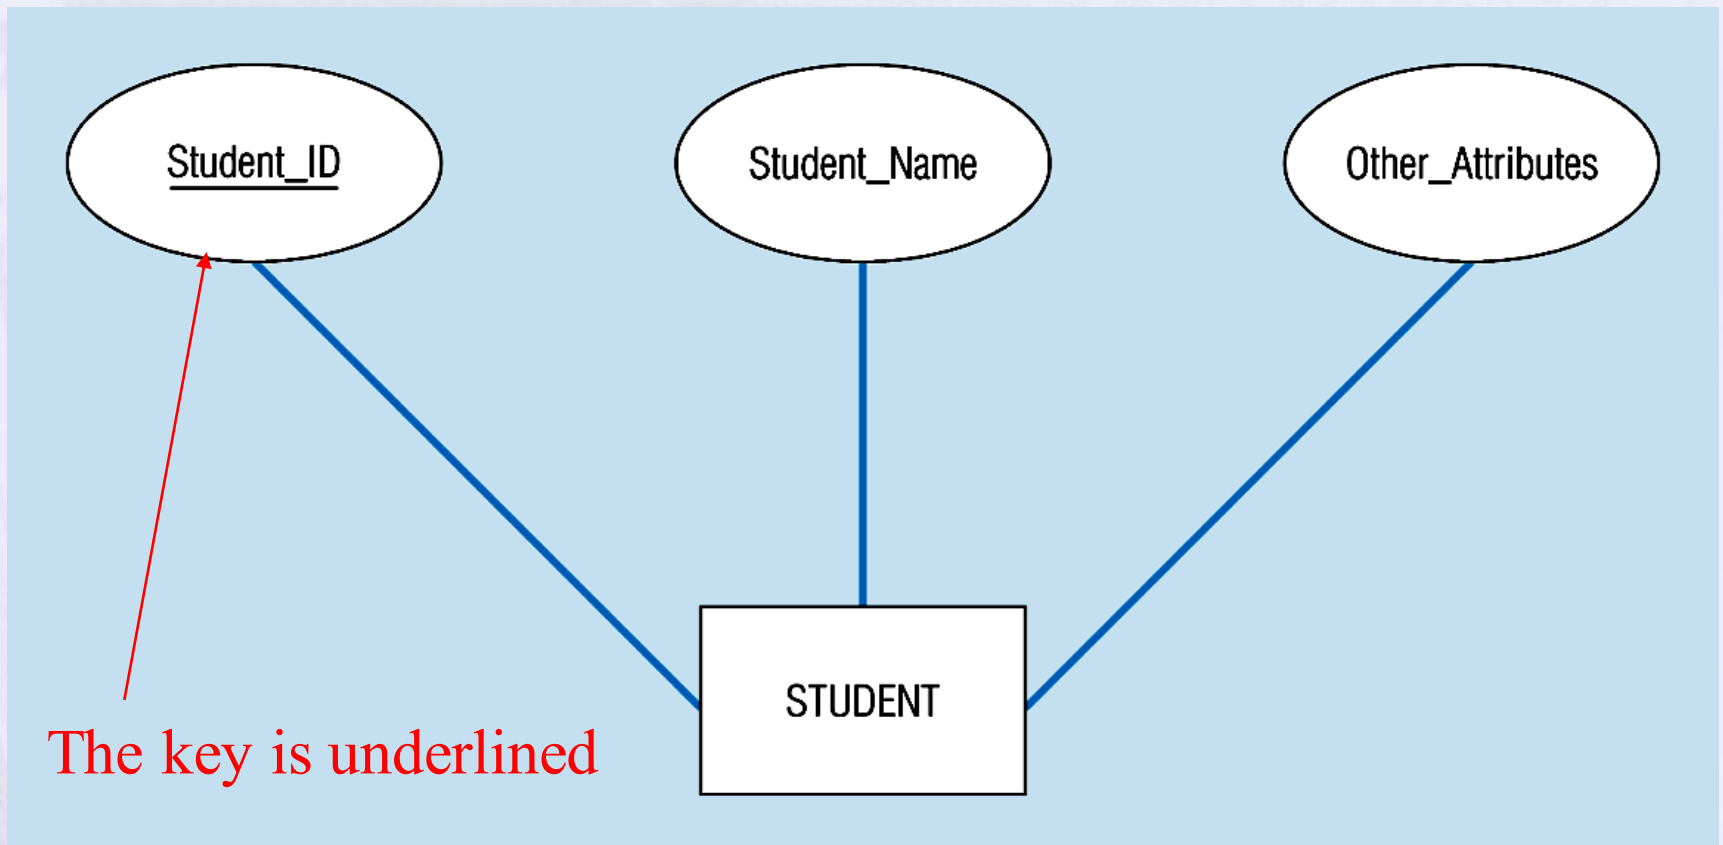 Student_ID
Student_Name
Other_Attributes
STUDENT
The key is underlined